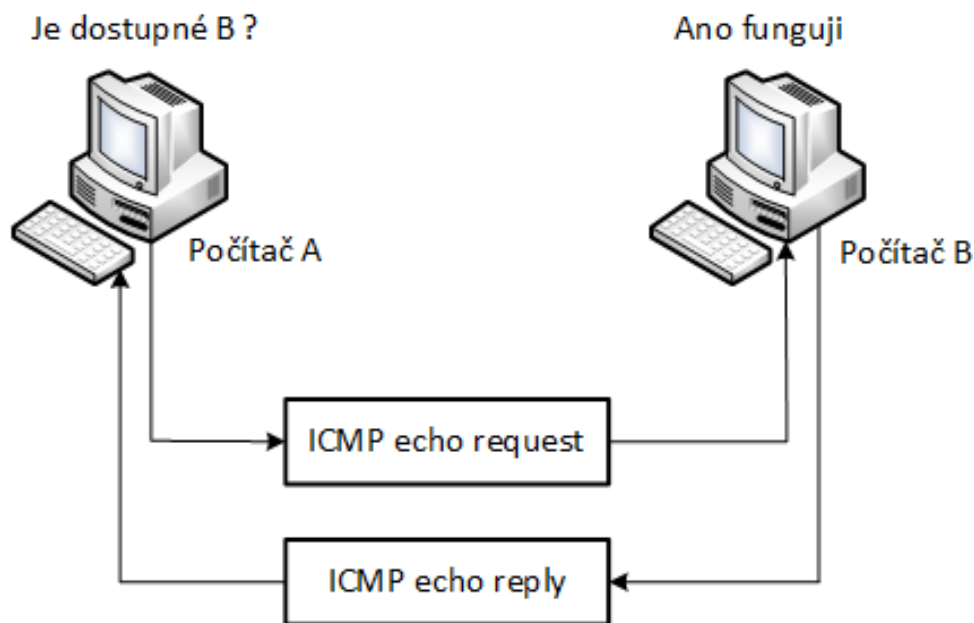 Je dostupné B ?
Ano funguji
Počítač A
Počítač B
ICMP echo request
ICMP echo reply